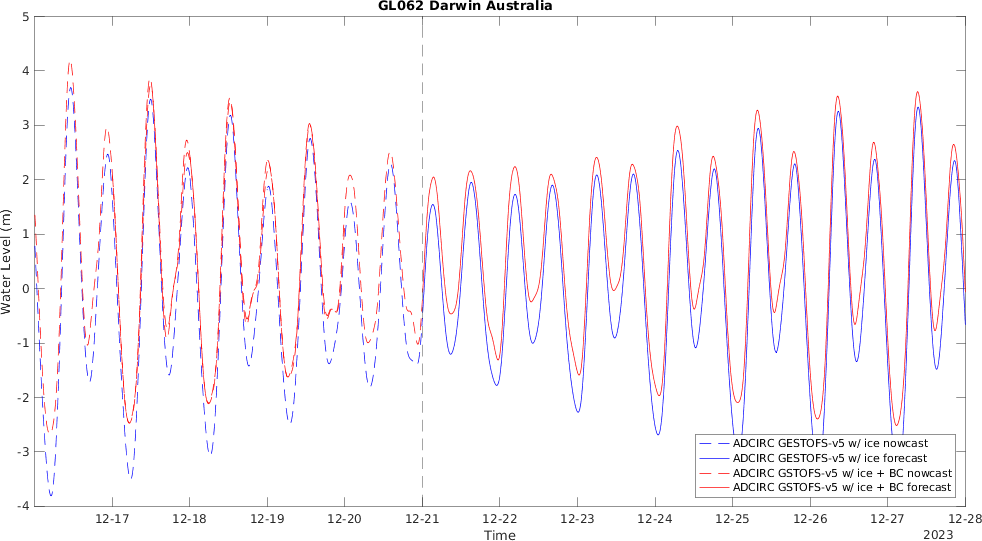 GL062 Darwin Australia
Water Level (m)
5
4
3
2
1
0
-1
-2
-3
-4
ADCIRC GESTOFS-v5 w/ ice nowcast
ADCIRC GESTOFS-v5 w/ ice forecast
ADCIRC GSTOFS-v5 w/ ice + BC nowcast
ADCIRC GSTOFS-v5 w/ ice + BC forecast
12-17 12-18 12-19 12-20 12-21 12-22 12-23 12-24 12-25 12-26 12-27 12-28
Time
2023